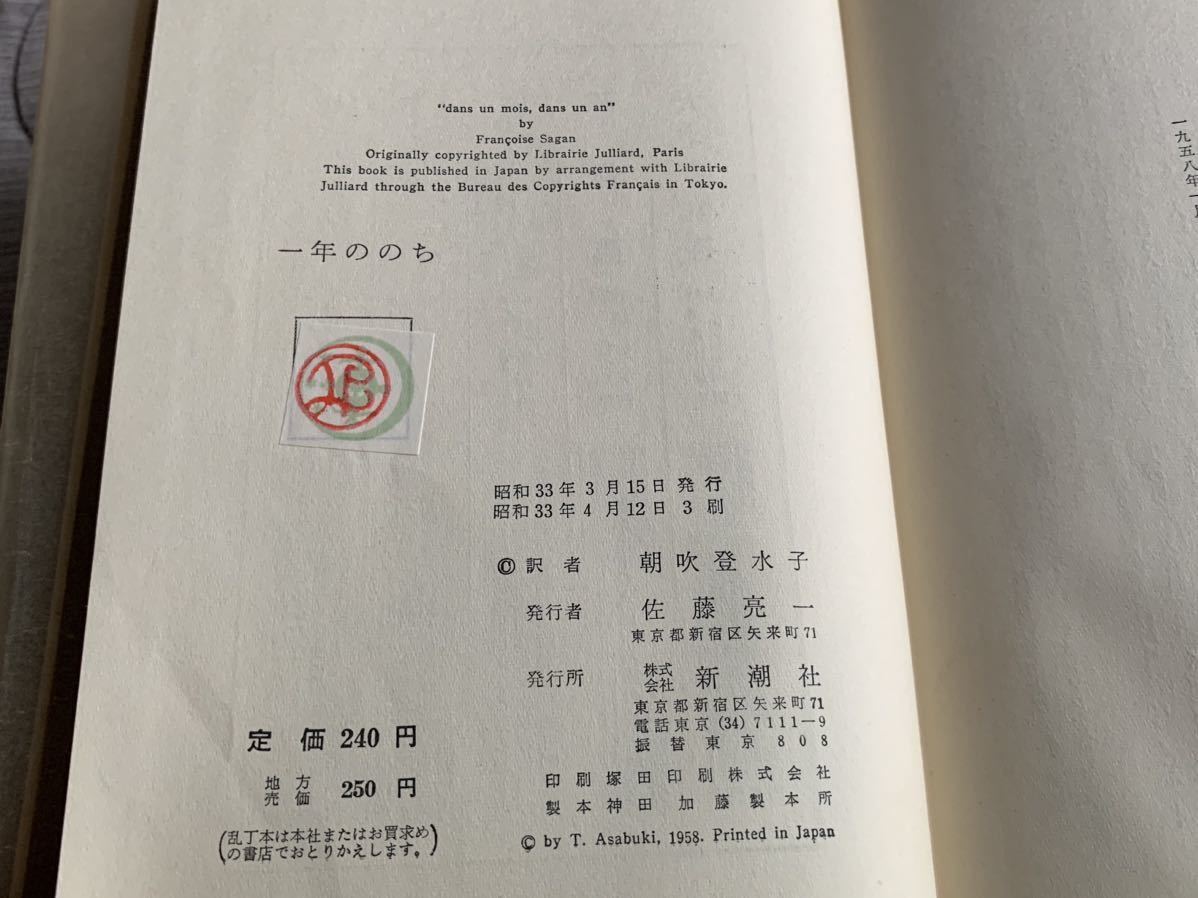 "dans un mois, dans un an"
by
Françoise Sagan
Originally copyrighted by Librairie Julliard, Paris
This book is published in Japan by arrangement with Librairie
Julliard through the Bureau des Copyrights Français in Tokyo.
一年ののち
昭和33年3月15日発行
昭和33年4月12日3刷
© 訳者 朝吹登水子
発行者 佐藤亮一
東京都新宿区矢来町71
発行所 株式会社 新潮社
東京都新宿区矢来町71
電話東京(34)7111-9
振替東京808
定価 240円
地方売価 250円
(乱丁本は本社またはお買求め
の書店でおとりかえします。)
印刷塚田印刷株式会社
製本神田加藤製本所
© by T. Asabuki, 1958. Printed in Japan
一九五八年一